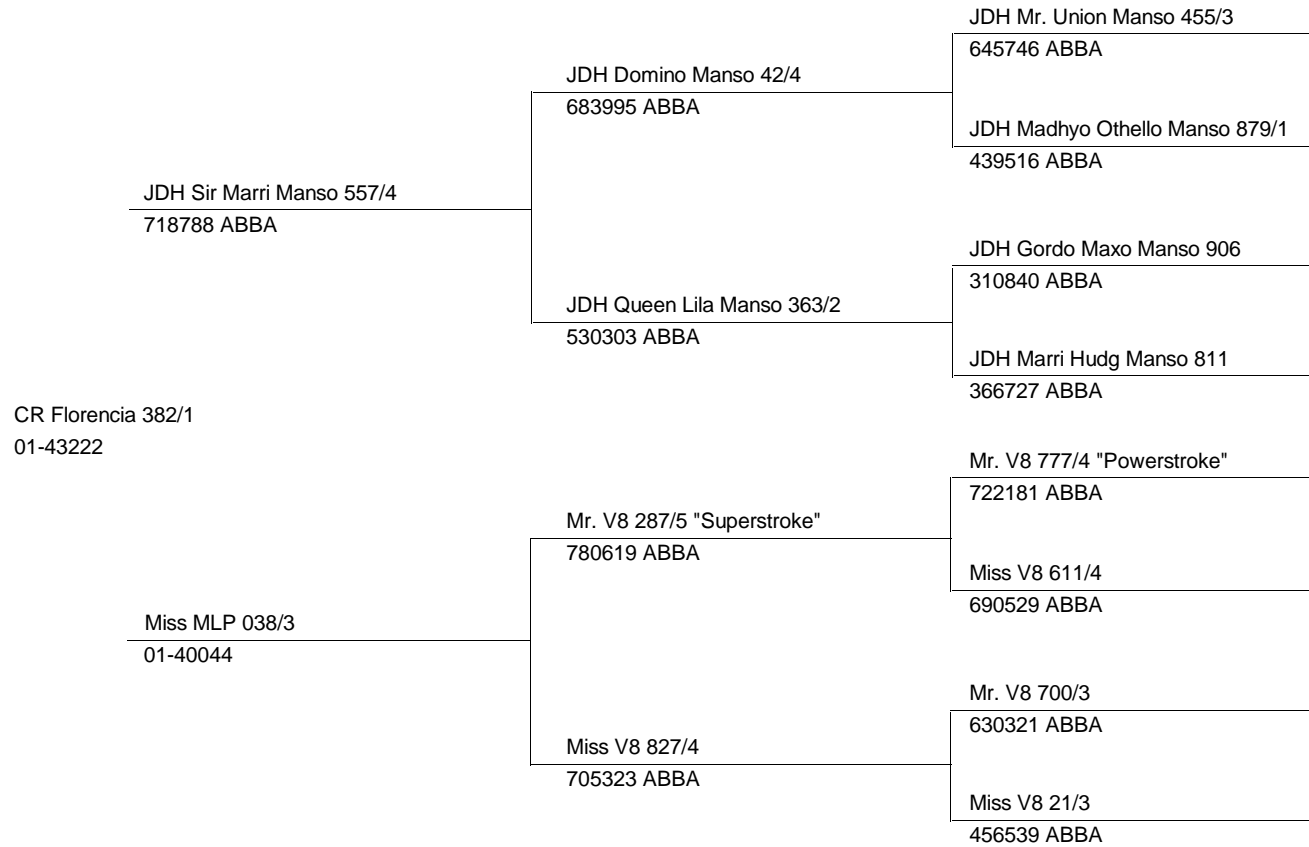 JDH Mr. Union Manso 455/3
645746 ABBA
JDH Domino Manso 42/4
683995 ABBA
JDH Madhyo Othello Manso 879/1
439516 ABBA
JDH Sir Marri Manso 557/4
718788 ABBA
JDH Gordo Maxo Manso 906
310840 ABBA
JDH Queen Lila Manso 363/2
530303 ABBA
JDH Marri Hudg Manso 811
366727 ABBA
CR Florencia 382/1
01-43222
Mr. V8 777/4 "Powerstroke"
722181 ABBA
Mr. V8 287/5 "Superstroke"
780619 ABBA
Miss V8 611/4
690529 ABBA
Miss MLP 038/3
01-40044
Mr. V8 700/3
630321 ABBA
Miss V8 827/4
705323 ABBA
Miss V8 21/3
456539 ABBA